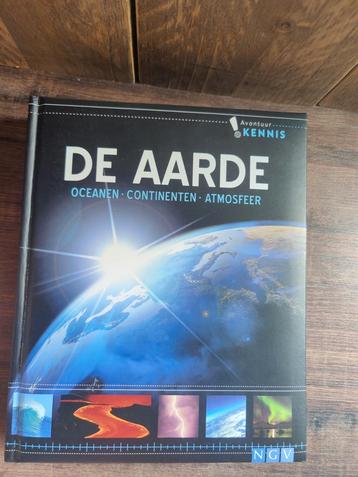 Avontuur
KENNIS
DE AARDE
OCEANEN · CONTINENTEN · ATMOSFEER
NGV